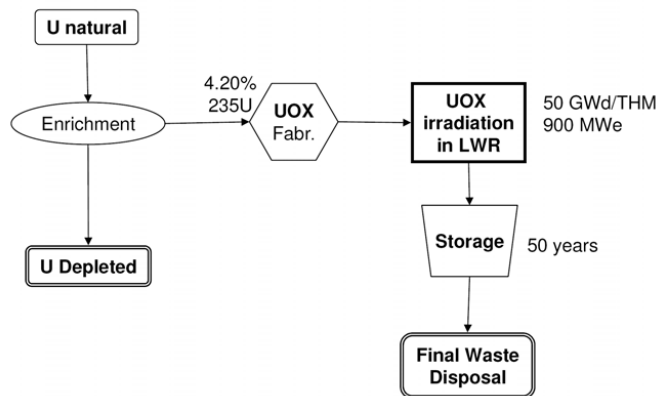 U natural
Enrichment
4.20%
235U
UOX
Fabr.
UOX
irradiation
in LWR
50 GWd/THM
900 MWe
U Depleted
Storage
50 years
Final Waste
Disposal